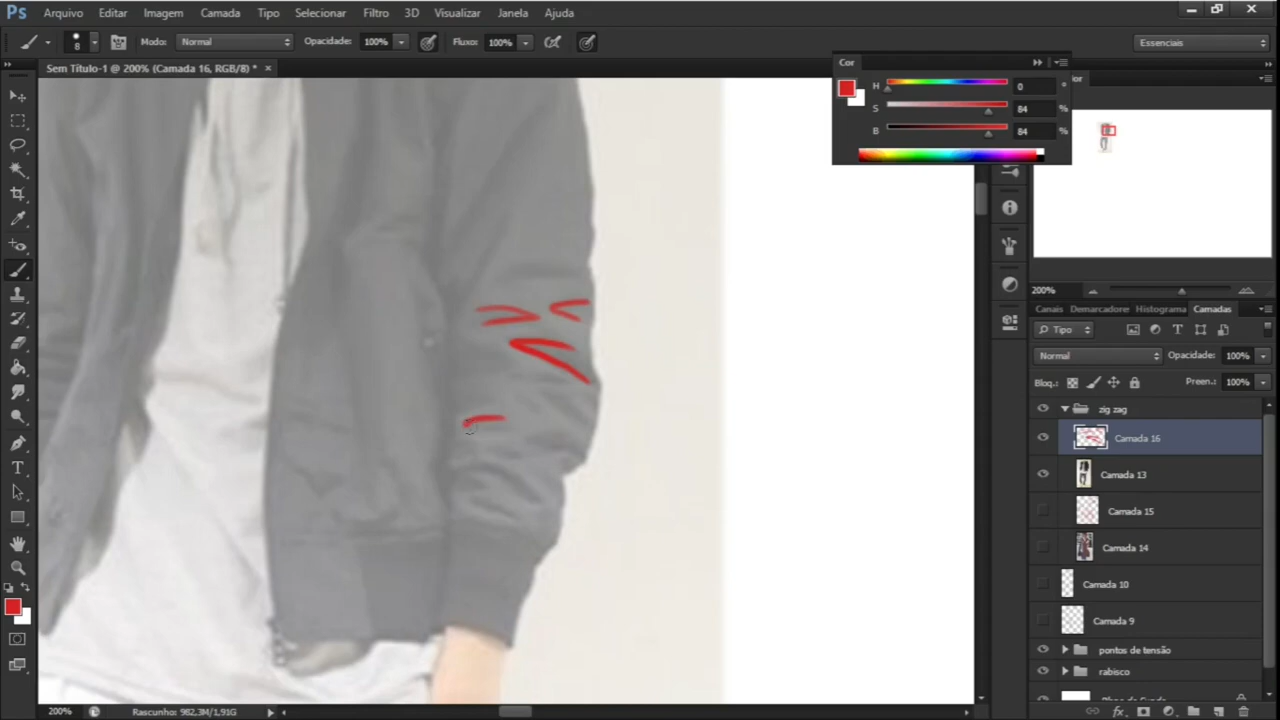 Ps Arquivo Editar Imagem Camada Tipo Selecionar Filtro 3D Visualizar Janela Ajuda
8 Modo: Normal Opacidade: 100% Fluxo: 100% Essenciais
Sem Título-1 @ 200% (Camada 16, RGB/8) * ×
Cor
H 0 °
S 84 %
B 84 %
200%
Canais Demarcadore Histograma Camadas
Tipo
Normal Opacidade: 100%
Bloq.: Preen.: 100%
zig zag
Camada 16
Camada 13
Camada 15
Camada 14
Camada 10
Camada 9
pontos de tensão
rabisco
200% Rascunho: 982,3M/1,91G